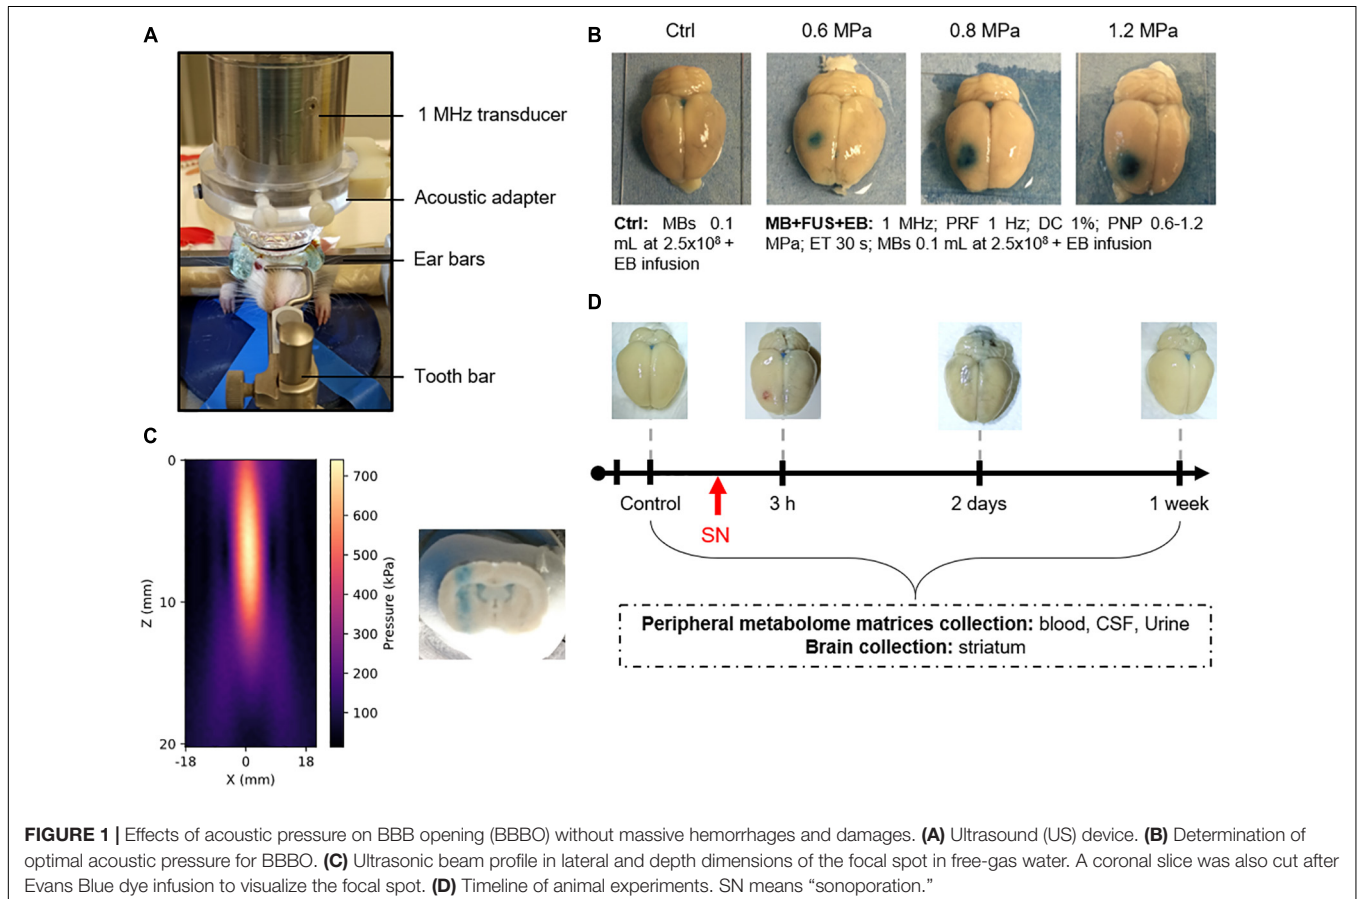 A
1 MHz transducer
Acoustic adapter
Ear bars
Tooth bar
B
Ctrl
0.6 MPa
0.8 MPa
1.2 MPa
Ctrl: MBs 0.1
mL at 2.5x10⁸ +
EB infusion
MB+FUS+EB: 1 MHz; PRF 1 Hz; DC 1%; PNP 0.6-1.2
MPa; ET 30 s; MBs 0.1 mL at 2.5x10⁸ + EB infusion
C
0
10
20
Z (mm)
-18
0
18
X (mm)
700
600
500
400
300
200
100
Pressure (kPa)
D
Control
3 h
2 days
1 week
SN
Peripheral metabolome matrices collection: blood, CSF, Urine
Brain collection: striatum
FIGURE 1 | Effects of acoustic pressure on BBB opening (BBBO) without massive hemorrhages and damages. (A) Ultrasound (US) device. (B) Determination of
optimal acoustic pressure for BBBO. (C) Ultrasonic beam profile in lateral and depth dimensions of the focal spot in free-gas water. A coronal slice was also cut after
Evans Blue dye infusion to visualize the focal spot. (D) Timeline of animal experiments. SN means “sonoporation.”